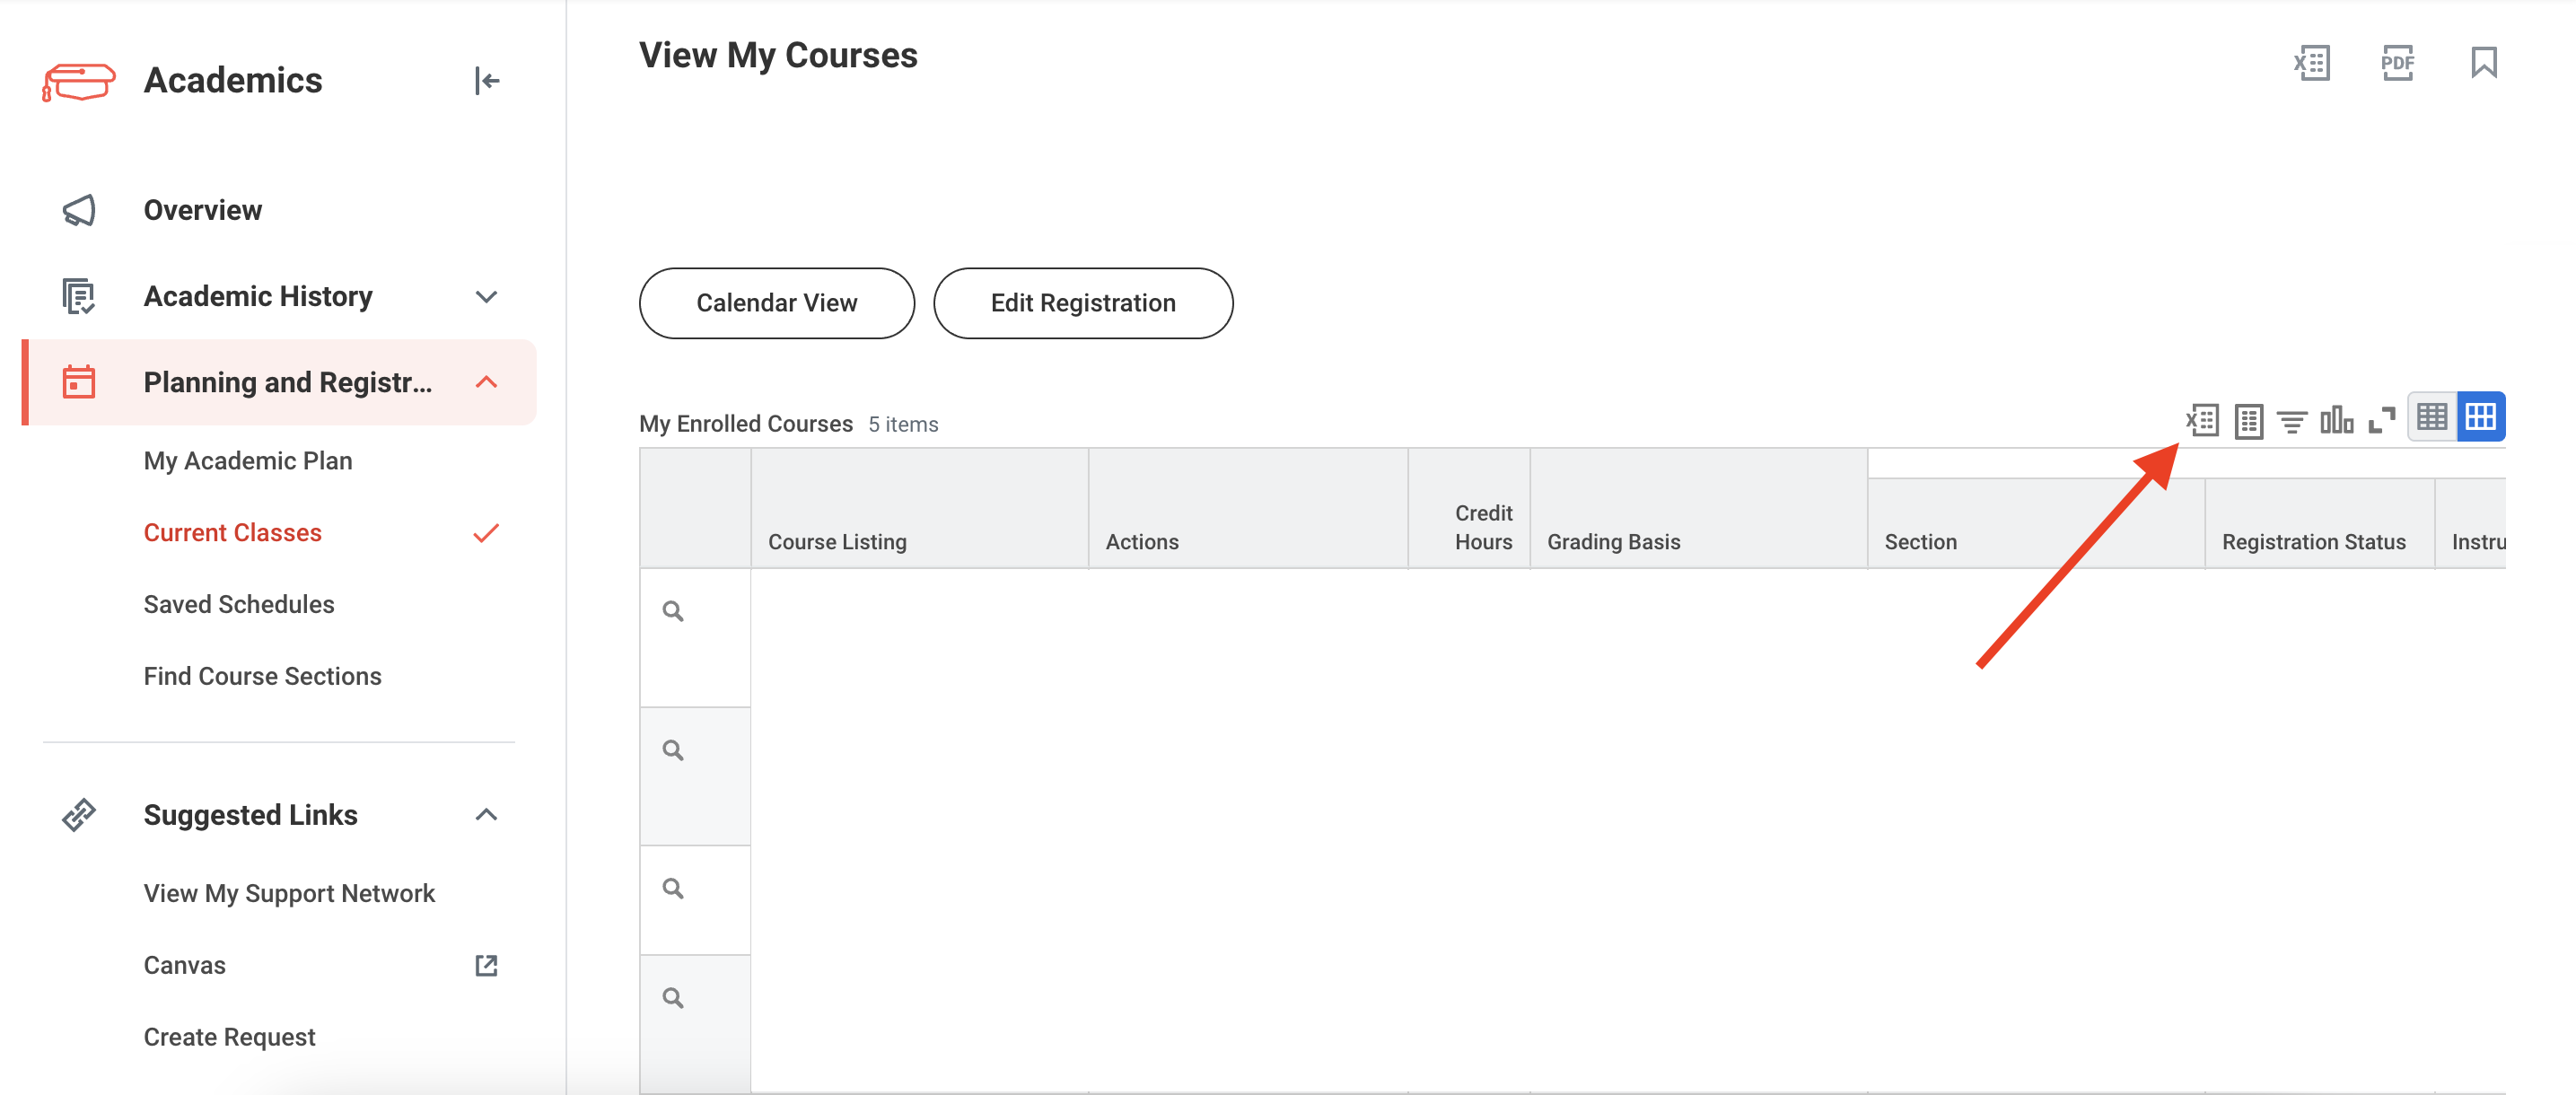 Academics
Overview
Academic History
Planning and Registr...
My Academic Plan
Current Classes
Saved Schedules
Find Course Sections
Suggested Links
View My Support Network
Canvas
Create Request
View My Courses
X
PDF
Calendar View
Edit Registration
My Enrolled Courses 5 items
X
Course Listing
Actions
Credit
Hours
Grading Basis
Section
Registration Status
Instru